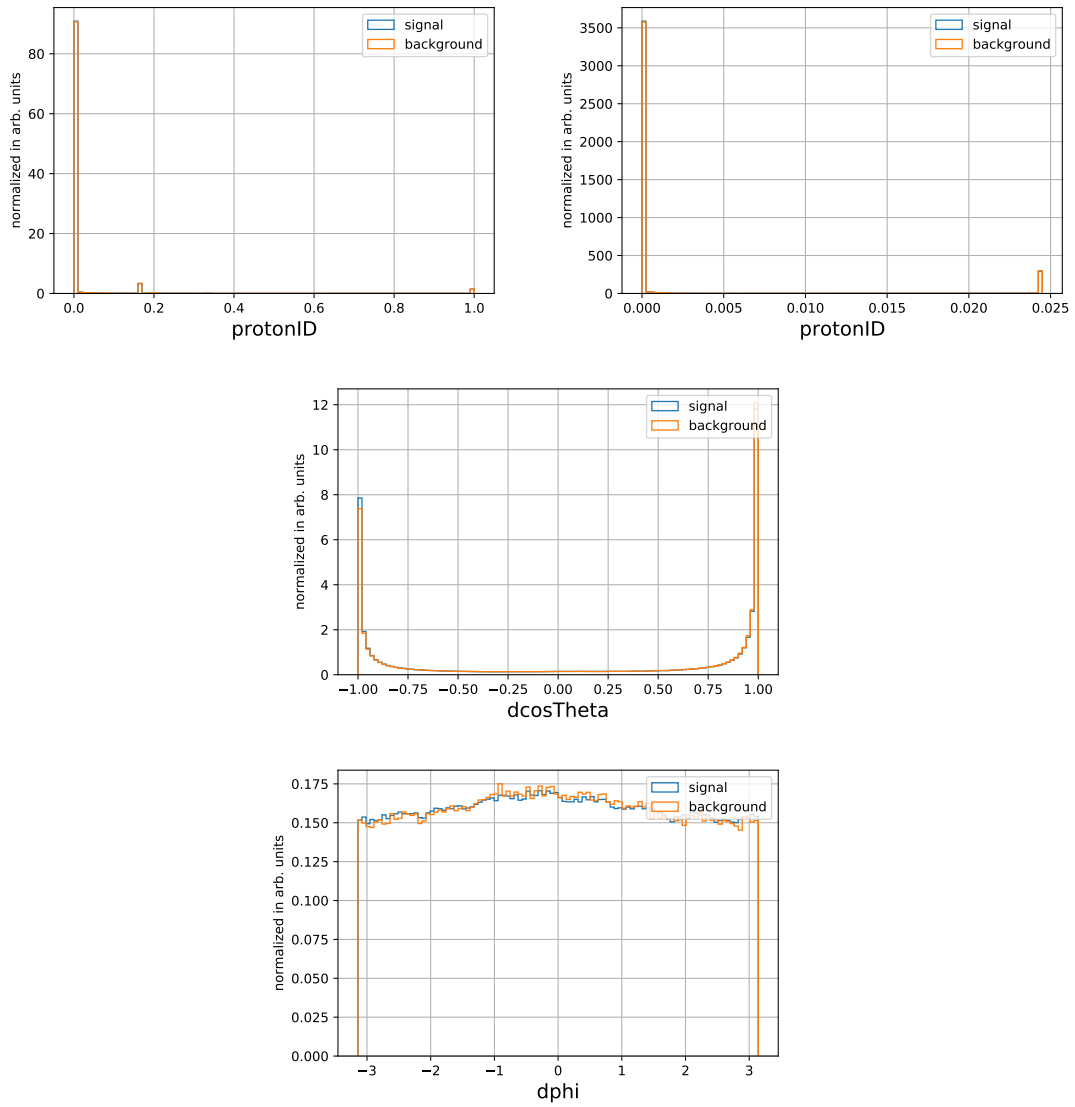 normalized in arb. units
80
60
40
20
0
signal
background
0.0 0.2 0.4 0.6 0.8 1.0
protonID
normalized in arb. units
3500
3000
2500
2000
1500
1000
500
0
signal
background
0.000 0.005 0.010 0.015 0.020 0.025
protonID
normalized in arb. units
12
10
8
6
4
2
0
signal
background
−1.00 −0.75 −0.50 −0.25 0.00 0.25 0.50 0.75 1.00
dcosTheta
normalized in arb. units
0.175
0.150
0.125
0.100
0.075
0.050
0.025
0.000
signal
background
−3 −2 −1 0 1 2 3
dphi